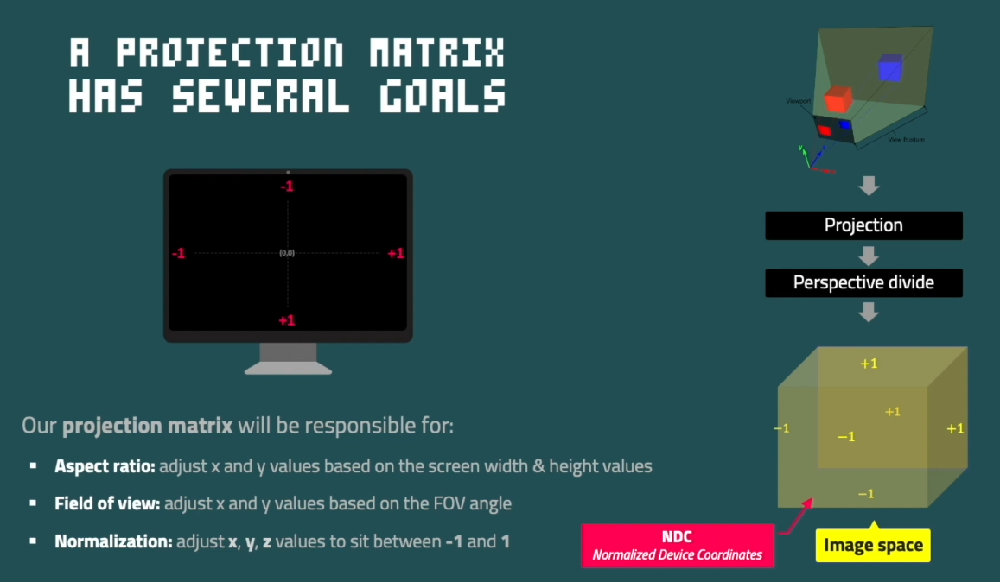 A PROJECTION MATRIX
HAS SEVERAL GOALS
-1
-1
(0,0)
+1
+1
Our projection matrix will be responsible for:
▪ Aspect ratio: adjust x and y values based on the screen width & height values
▪ Field of view: adjust x and y values based on the FOV angle
▪ Normalization: adjust x, y, z values to sit between -1 and 1
Viewport
View frustum
y
Projection
Perspective divide
+1
+1
-1
-1
+1
-1
NDC
Normalized Device Coordinates
Image space